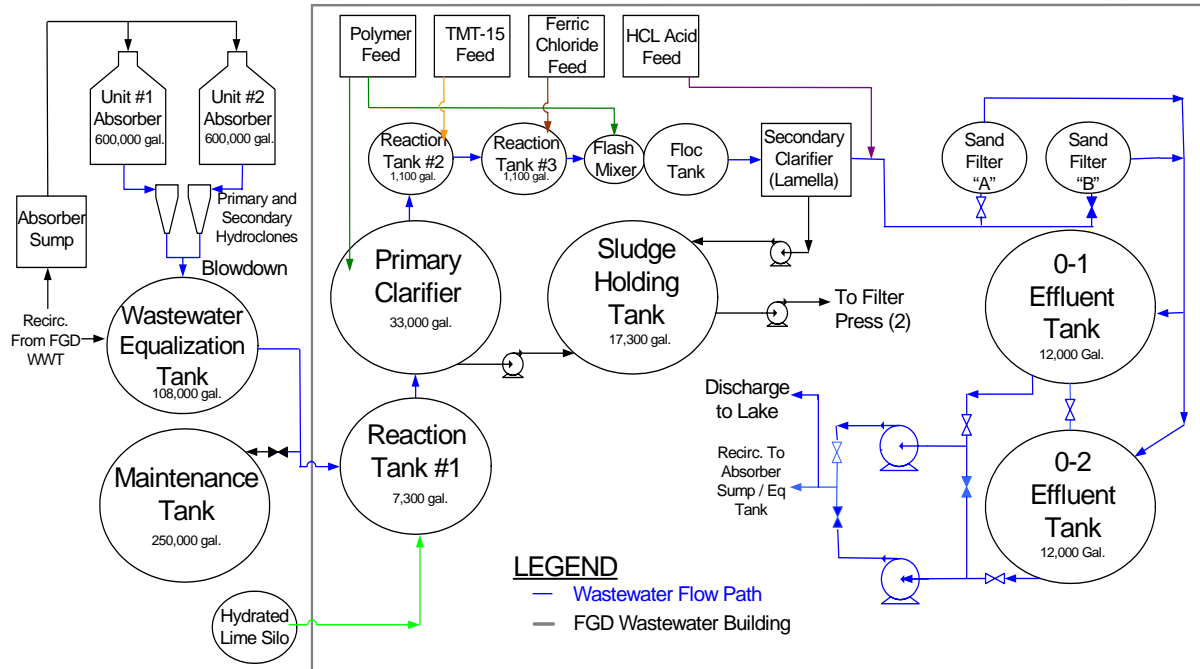 Polymer
Feed
TMT-15
Feed
Ferric
Chloride
Feed
HCL Acid
Feed
Unit #1
Absorber
600,000 gal.
Unit #2
Absorber
600,000 gal.
Reaction
Tank #2
1,100 gal.
Reaction
Tank #3
1,100 gal.
Flash
Mixer
Floc
Tank
Secondary
Clarifier
(Lamella)
Sand
Filter
“A”
Sand
Filter
“B”
Absorber
Sump
Primary and
Secondary
Hydroclones
Blowdown
Recirc.
From FGD
WWT
Wastewater
Equalization
Tank
108,000 gal.
Primary
Clarifier
33,000 gal.
Sludge
Holding
Tank
17,300 gal.
To Filter
Press (2)
0-1
Effluent
Tank
12,000 Gal.
Maintenance
Tank
250,000 gal.
Reaction
Tank #1
7,300 gal.
Discharge
to Lake
Recirc. To
Absorber
Sump / Eq
Tank
0-2
Effluent
Tank
12,000 Gal.
Hydrated
Lime Silo
LEGEND
Wastewater Flow Path
FGD Wastewater Building